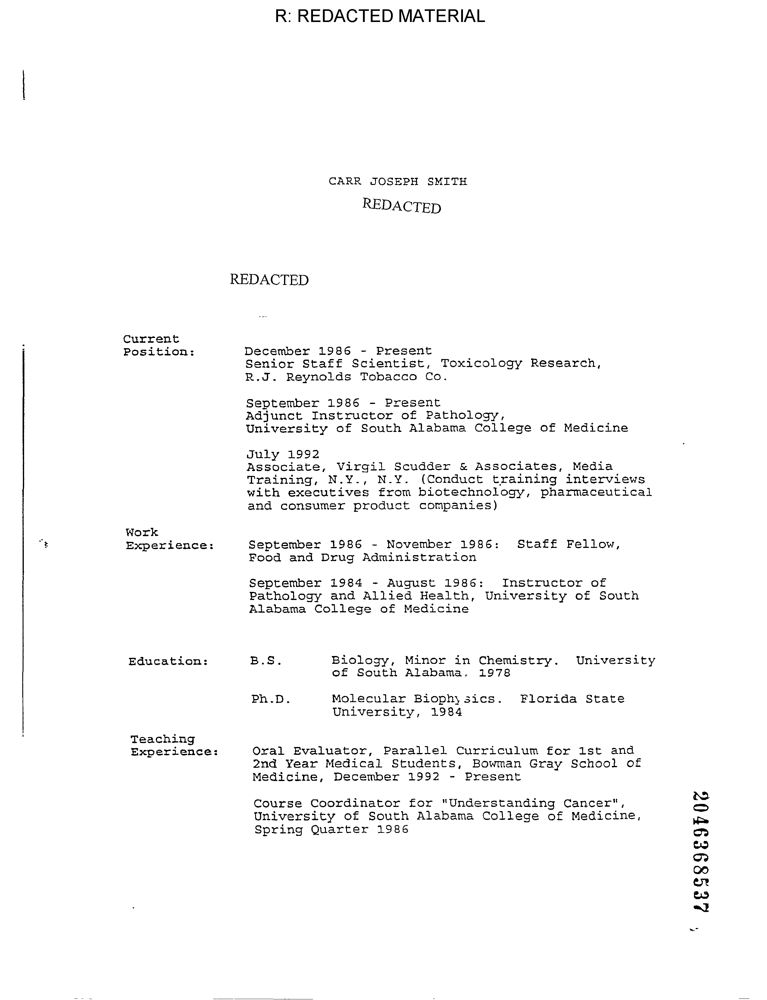 R: REDACTED MATERIAL
CARR JOSEPH SMITH
REDACTED
REDACTED
Current
Position: December 1986 - Present
Senior Staff Scientist, Toxicology Research,
R.J. Reynolds Tobacco Co.
September 1986 - Present
Adjunct Instructor of Pathology,
University of South Alabama College of Medicine
July 1992
Associate, Virgil Scudder & Associates, Media
Training, N.Y., N.Y. (Conduct training interviews
with executives from biotechnology, pharmaceutical
and consumer product companies)
Work
Experience: September 1986 - November 1986: Staff Fellow,
Food and Drug Administration
September 1984 - August 1986: Instructor of
Pathology and Allied Health, University of South
Alabama College of Medicine
Education: B.S. Biology, Minor in Chemistry. University
of South Alabama. 1978
Ph.D. Molecular Biophysics. Florida State
University, 1984
Teaching
Experience: Oral Evaluator, Parallel Curriculum for 1st and
2nd Year Medical Students, Bowman Gray School of
Medicine, December 1992 - Present
Course Coordinator for "Understanding Cancer",
University of South Alabama College of Medicine,
Spring Quarter 1986
2046368537